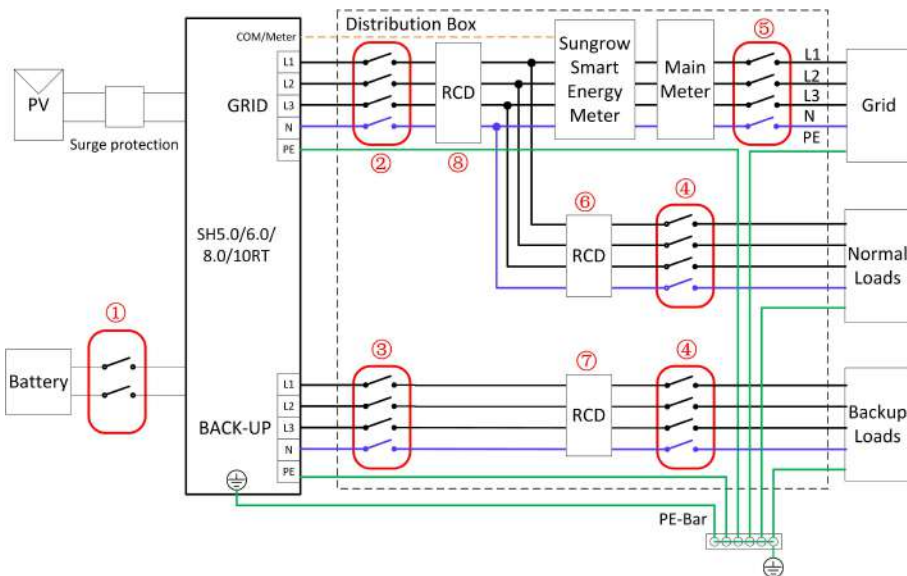 Distribution Box
⑤
COM/Meter
L1
L2
L3
N
PE
GRID
②
RCD
⑧
Sungrow
Smart
Energy
Meter
Main
Meter
L1
L2
L3
N
PE
Grid
PV
Surge protection
SH5.0/6.0/
8.0/10RT
⑥
RCD
④
Normal
Loads
①
Battery
③
⑦
RCD
④
Backup
Loads
L1
L2
L3
N
PE
BACK-UP
PE-Bar